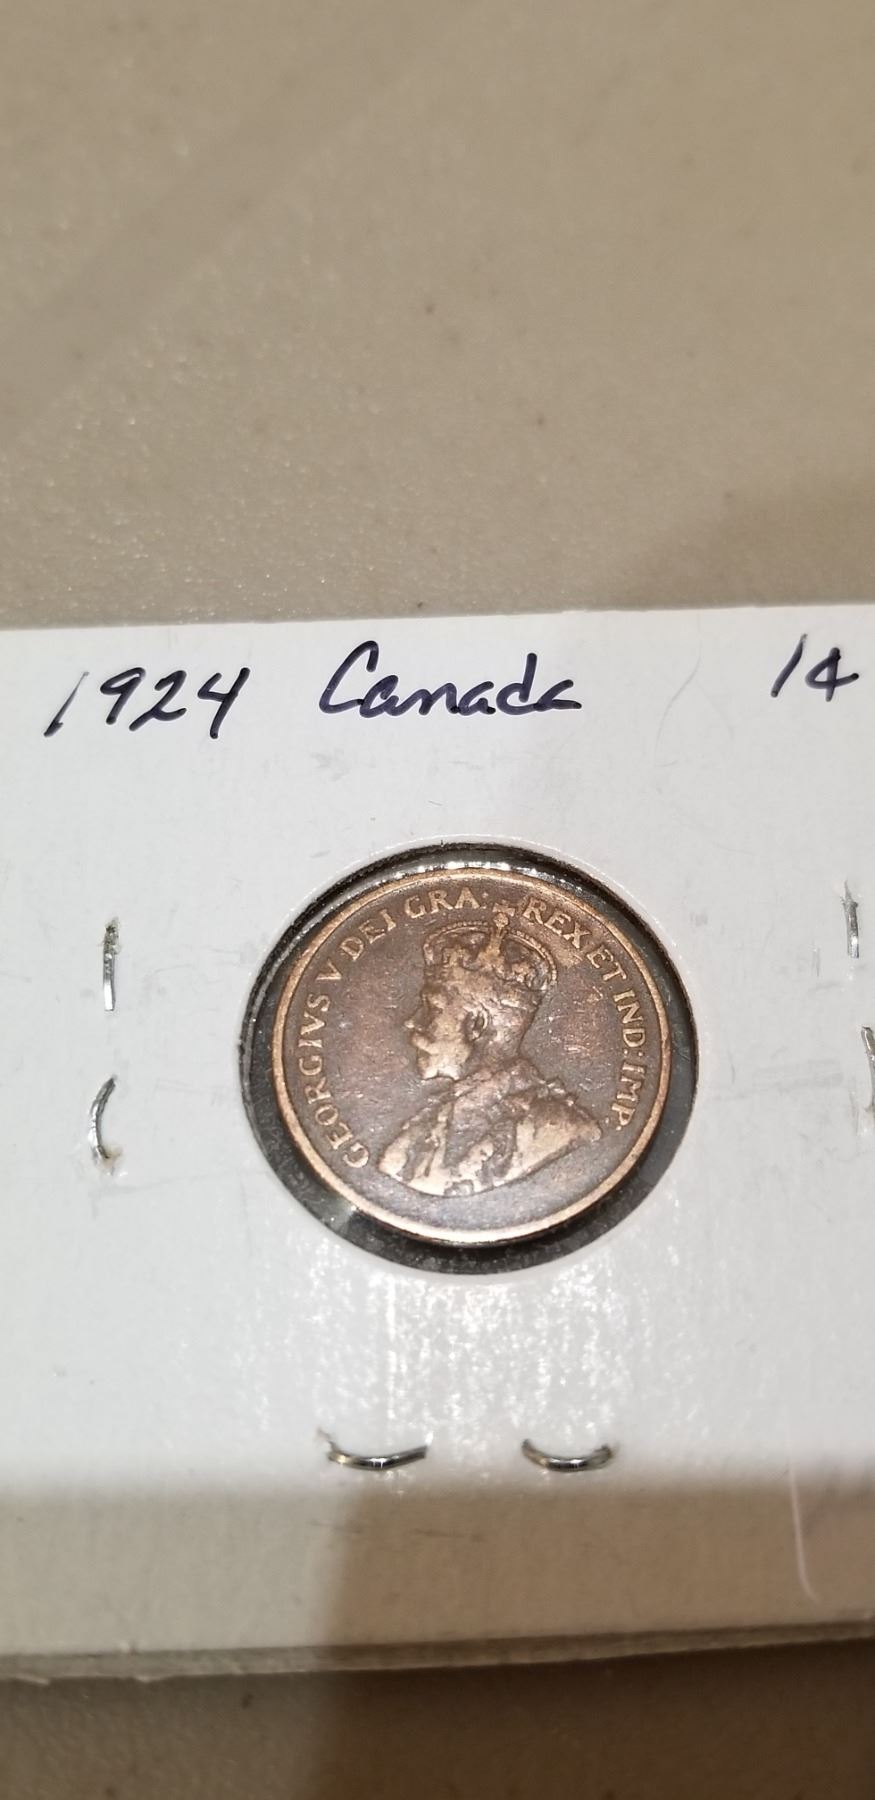 1924 Canada 1¢
GEORGIVS V DEI GRA: REX ET IND: IMP: